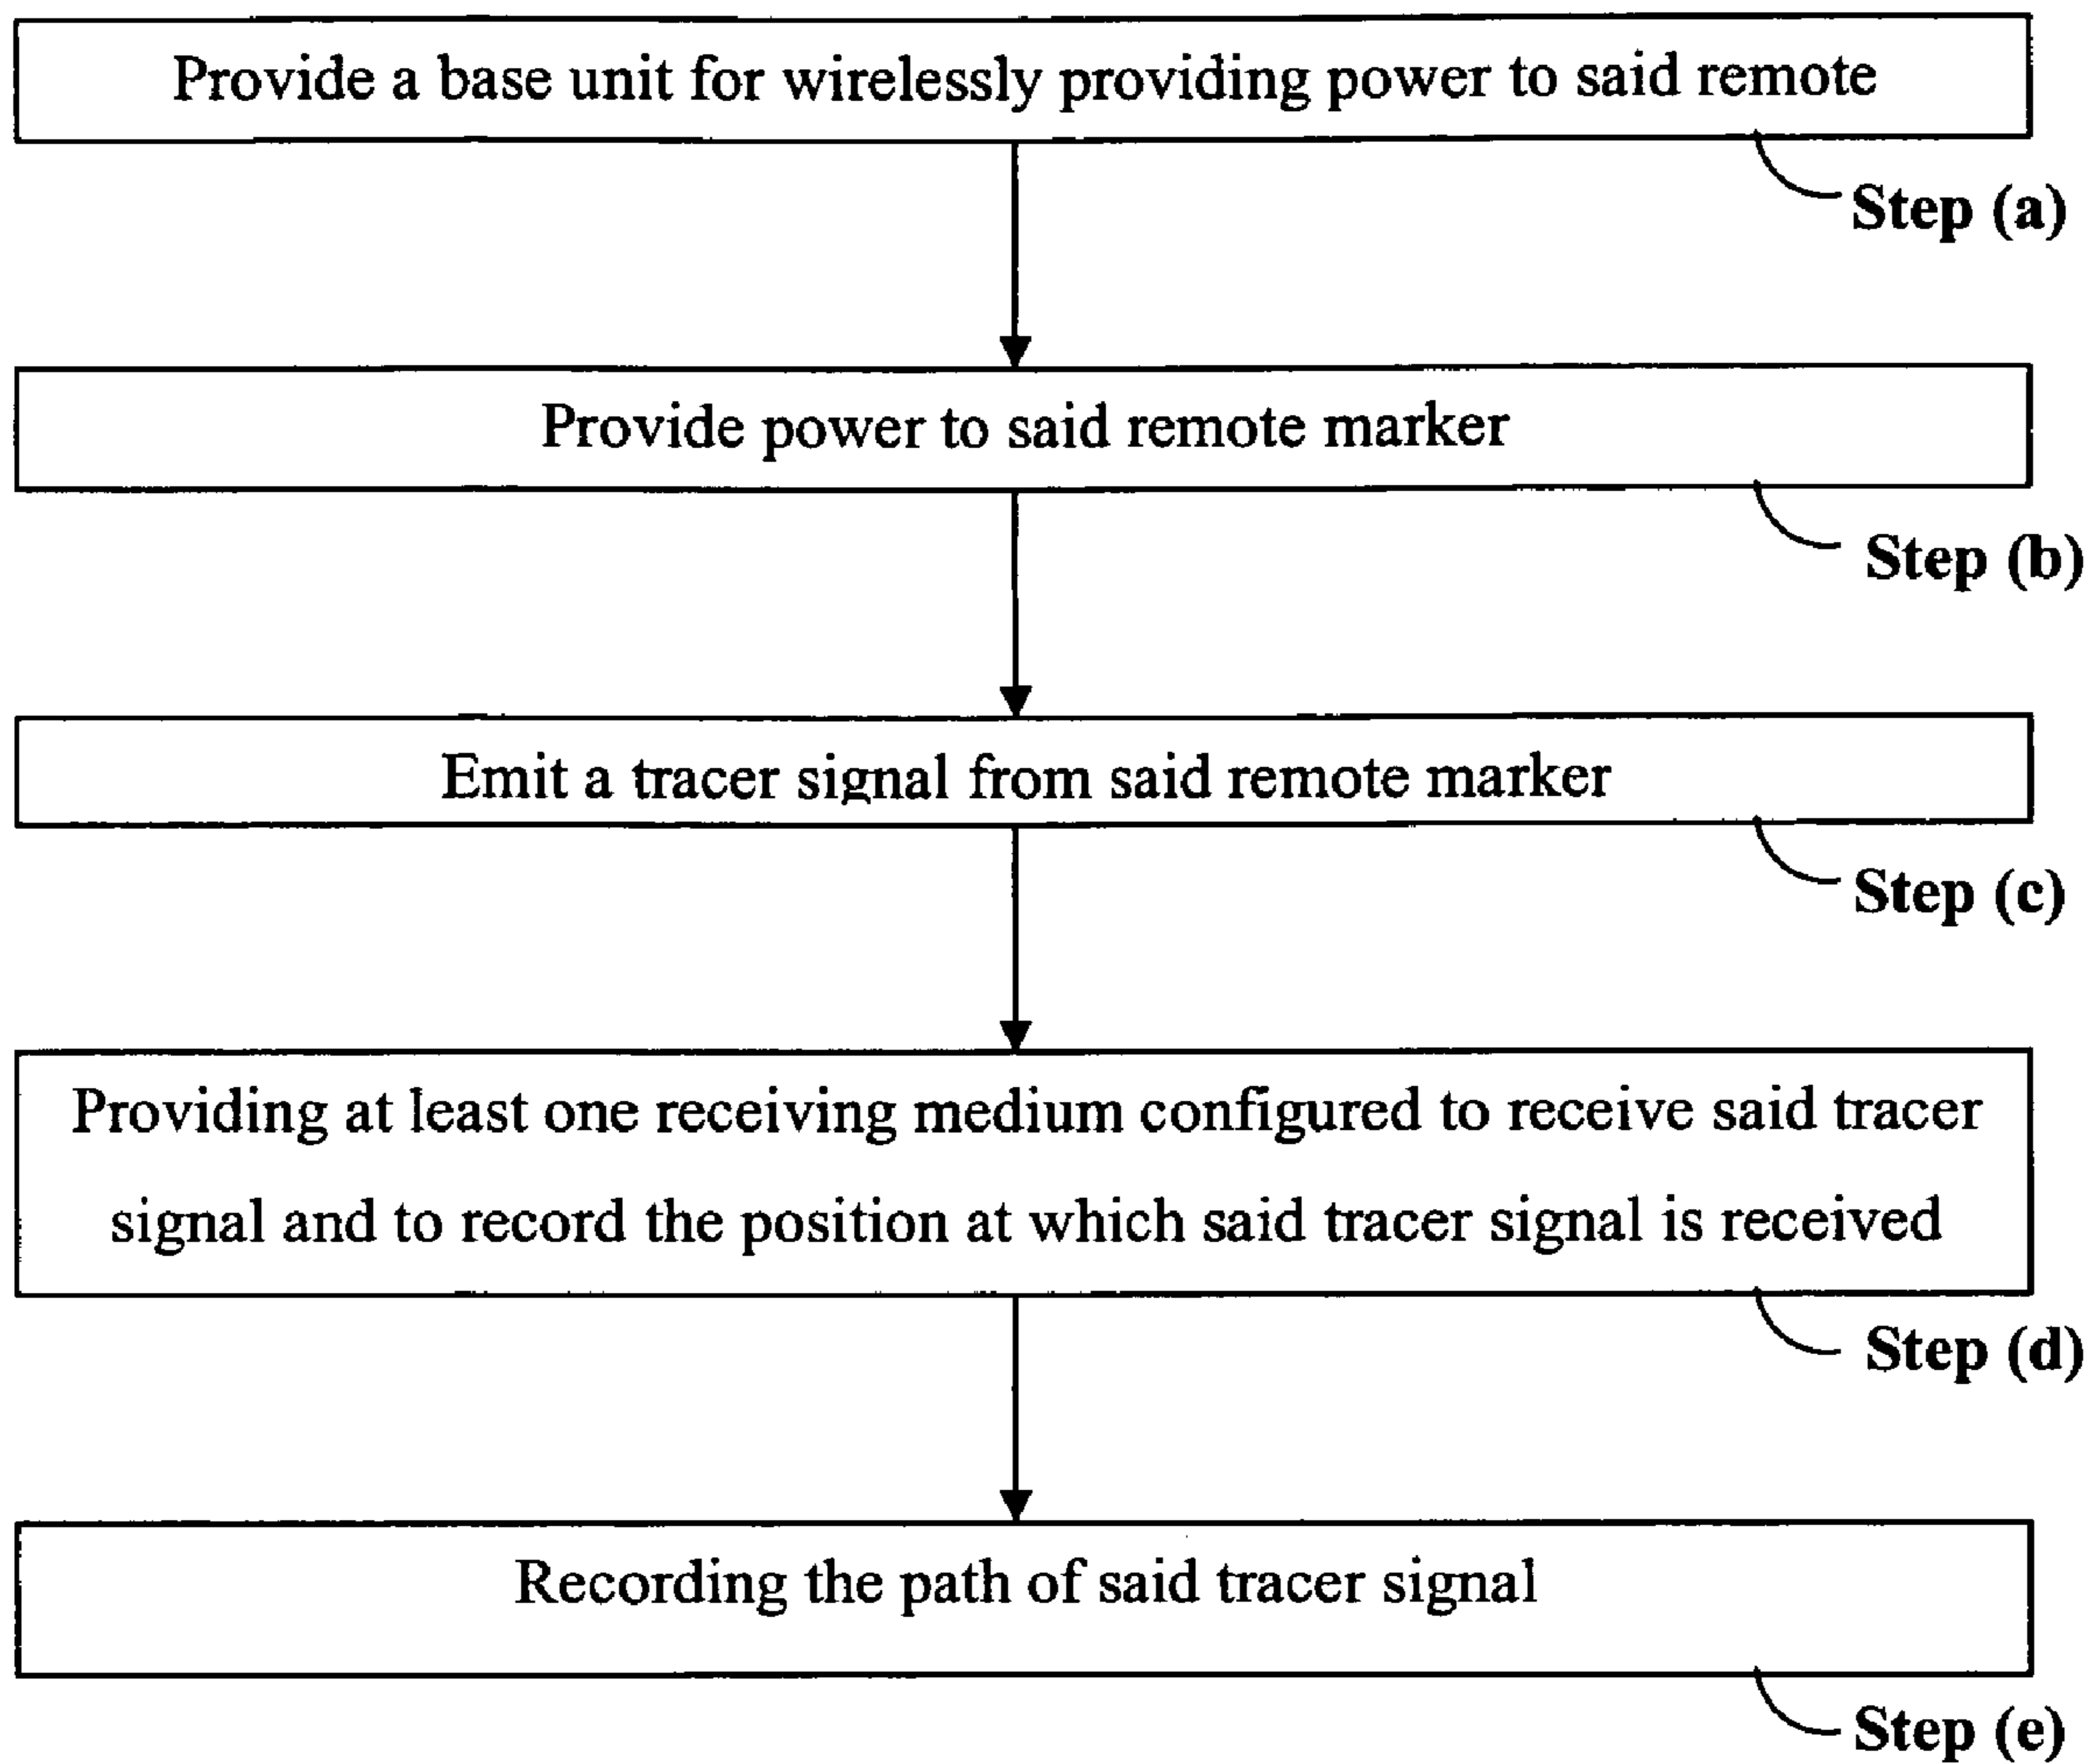 Provide a base unit for wirelessly providing power to said remote
Step (a)
Provide power to said remote marker
Step (b)
Emit a tracer signal from said remote marker
Step (c)
Providing at least one receiving medium configured to receive said tracer
signal and to record the position at which said tracer signal is received
Step (d)
Recording the path of said tracer signal
Step (e)